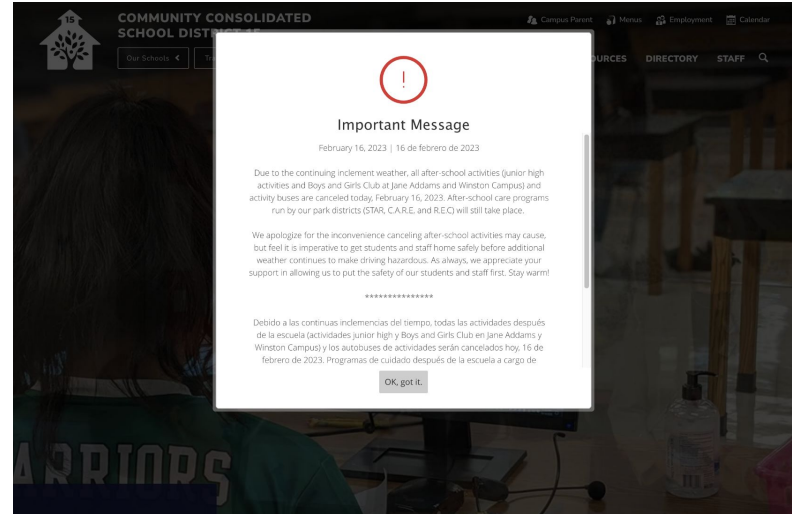 15
COMMUNITY CONSOLIDATED
SCHOOL DISTRICT 15
Campus Parent
Menus
Employment
Calendar
Our Schools
DIRECTORY
STAFF
!
Important Message
February 16, 2023 | 16 de febrero de 2023
Due to the continuing inclement weather, all after-school activities (junior high
activities and Boys and Girls Club at Jane Addams and Winston Campus) and
activity buses are canceled today, February 16, 2023. After-school care programs
run by our park districts (STAR, C.A.R.E, and R.E.C) will still take place.
We apologize for the inconvenience canceling after-school activities may cause,
but feel it is imperative to get students and staff home safely before additional
weather continues to make driving hazardous. As always, we appreciate your
support in allowing us to put the safety of our students and staff first. Stay warm!
***************
Debido a las continuas inclemencias del tiempo, todas las actividades después
de la escuela (actividades junior high y Boys and Girls Club en Jane Addams y
Winston Campus) y los autobuses de actividades serán cancelados hoy, 16 de
febrero de 2023. Programas de cuidado después de la escuela a cargo de
OK, got it.
ARRIORS